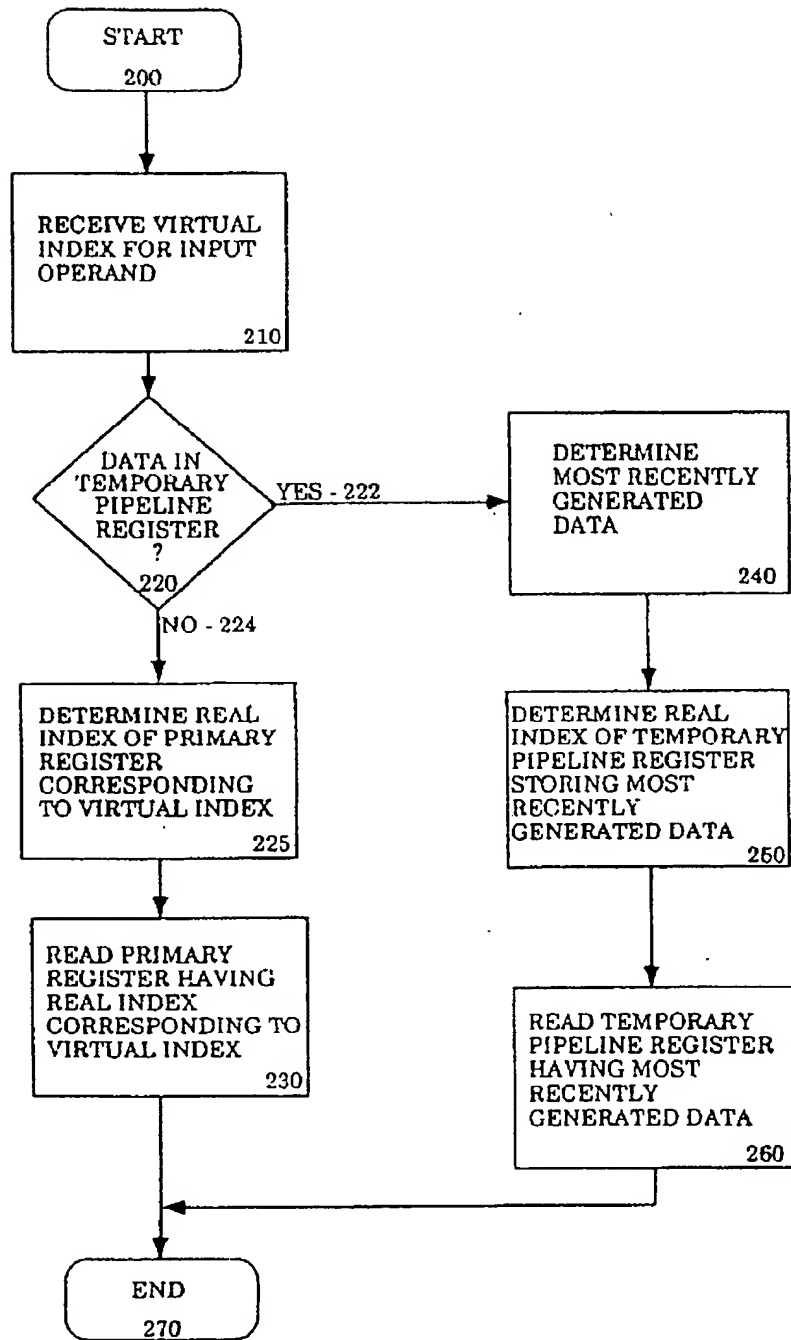 START
200
RECEIVE VIRTUAL
INDEX FOR INPUT
OPERAND
210
DATA IN
TEMPORARY
PIPELINE
REGISTER
?
220
YES - 222
NO - 224
DETERMINE REAL
INDEX OF PRIMARY
REGISTER
CORRESPONDING
TO VIRTUAL INDEX
225
READ PRIMARY
REGISTER HAVING
REAL INDEX
CORRESPONDING TO
VIRTUAL INDEX
230
DETERMINE
MOST RECENTLY
GENERATED
DATA
240
DETERMINE REAL
INDEX OF TEMPORARY
PIPELINE REGISTER
STORING MOST
RECENTLY
GENERATED DATA
250
READ TEMPORARY
PIPELINE REGISTER
HAVING MOST
RECENTLY
GENERATED DATA
260
END
270